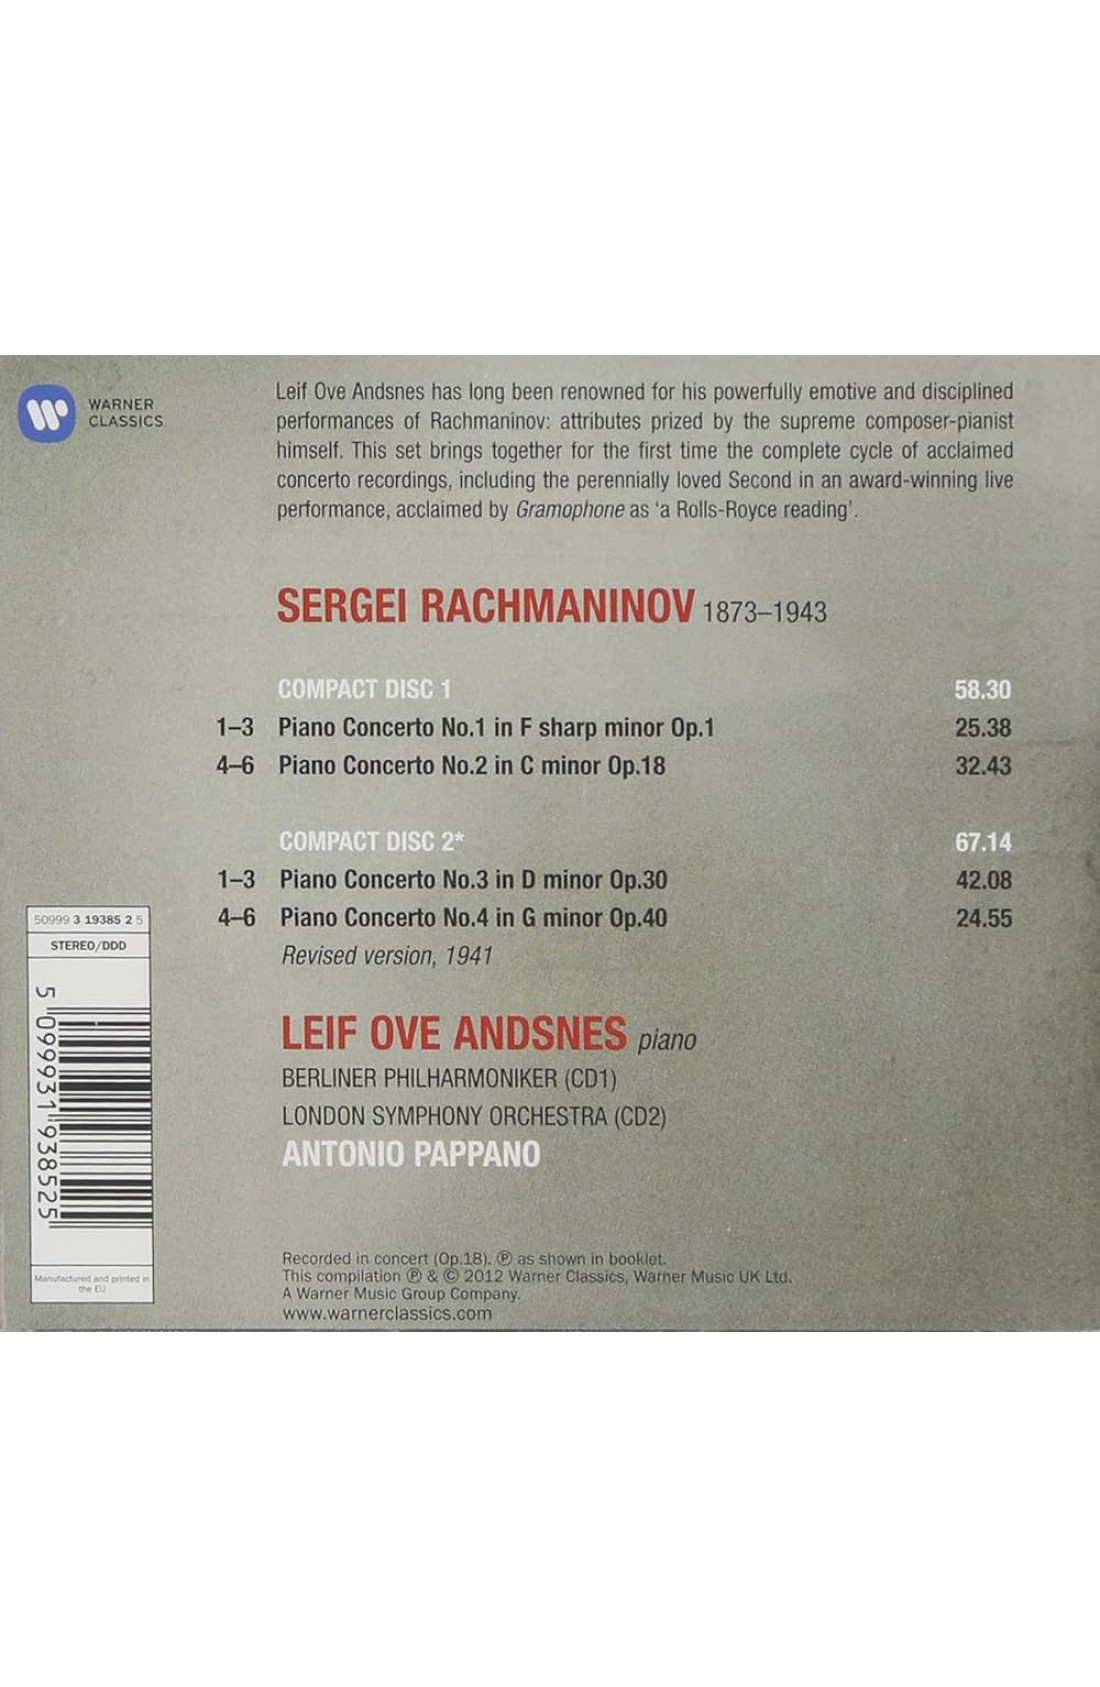 WARNER
CLASSICS
Leif Ove Andsnes has long been renowned for his powerfully emotive and disciplined
performances of Rachmaninov: attributes prized by the supreme composer-pianist
himself. This set brings together for the first time the complete cycle of acclaimed
concerto recordings, including the perennially loved Second in an award-winning live
performance, acclaimed by Gramophone as ‘a Rolls-Royce reading’.
SERGEI RACHMANINOV 1873–1943
COMPACT DISC 1 58.30
1–3 Piano Concerto No.1 in F sharp minor Op.1 25.38
4–6 Piano Concerto No.2 in C minor Op.18 32.43
COMPACT DISC 2* 67.14
1–3 Piano Concerto No.3 in D minor Op.30 42.08
4–6 Piano Concerto No.4 in G minor Op.40 24.55
Revised version, 1941
LEIF OVE ANDSNES piano
BERLINER PHILHARMONIKER (CD1)
LONDON SYMPHONY ORCHESTRA (CD2)
ANTONIO PAPPANO
Recorded in concert (Op.18). ℗ as shown in booklet.
This compilation ℗ & © 2012 Warner Classics, Warner Music UK Ltd.
A Warner Music Group Company.
www.warnerclassics.com
50999 3 19385 2 5
STEREO/DDD
5 099931 938525
Manufactured and printed in
the EU